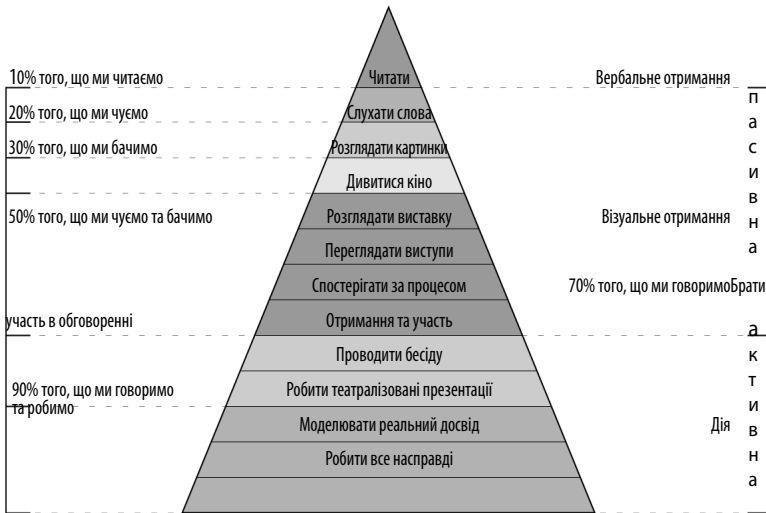 Читати
10% того, що ми читаємо
Вербальне отримання
Слухати слова
20% того, що ми чуємо
Розглядати картинки
30% того, що ми бачимо
Дивитися кіно
50% того, що ми чуємо та бачимо
Розглядати виставку
Візуальне отримання
Переглядати виступи
Спостерігати за процесом
70% того, що ми говоримоБрати
участь в обговоренні
Отримання та участь
Проводити бесіду
90% того, що ми говоримо
та робимо
Робити театралізовані презентації
Моделювати реальний досвід
Дія
Робити все насправді
пасивна
активна